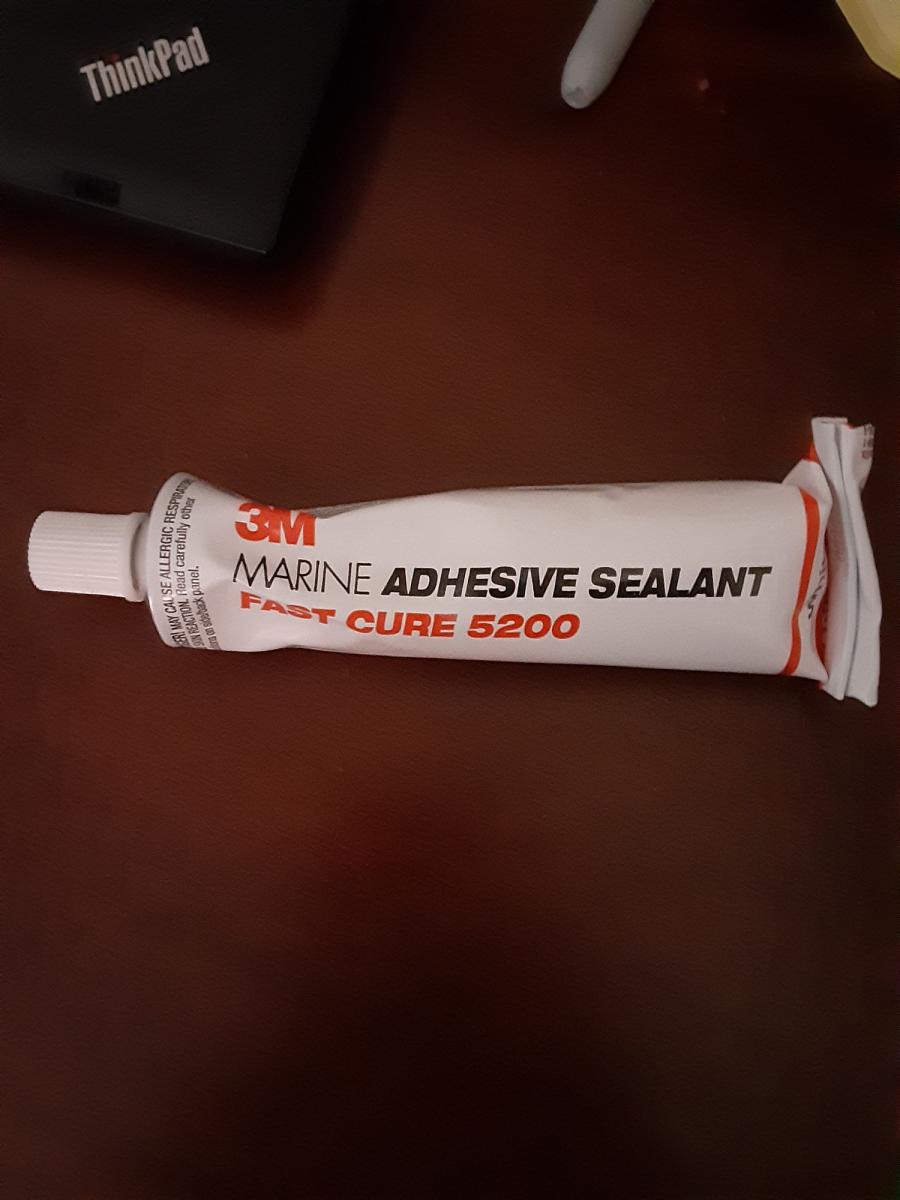 ThinkPad
3M
MARINE ADHESIVE SEALANT
FAST CURE 5200
MAY CAUSE ALLERGIC
SKIN REACTION. Read carefully other
on side/back panel.